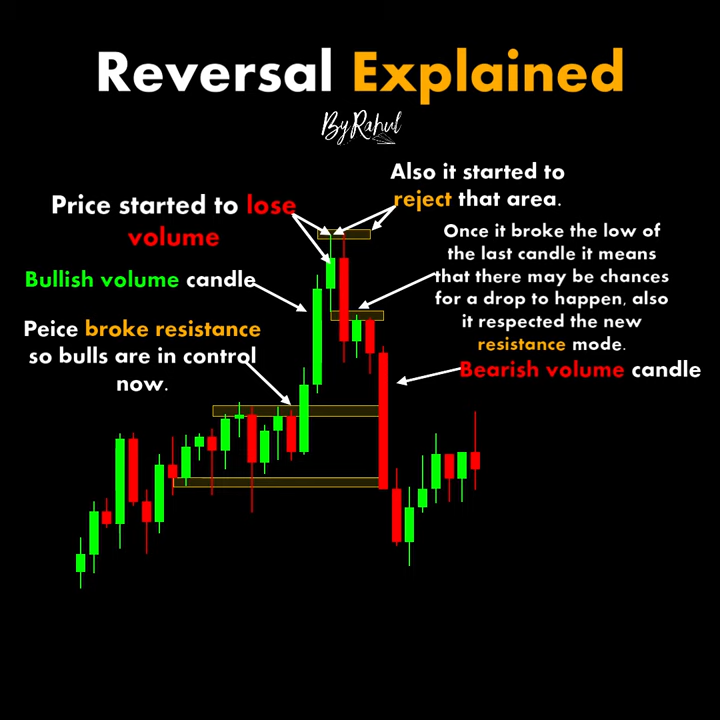 Reversal Explained
By Rahul
Also it started to
reject that area.
Price started to lose
volume
Once it broke the low of
the last candle it means
that there may be chances
for a drop to happen, also
it respected the new
resistance mode.
Bullish volume candle
Peice broke resistance
so bulls are in control
now.
Bearish volume candle